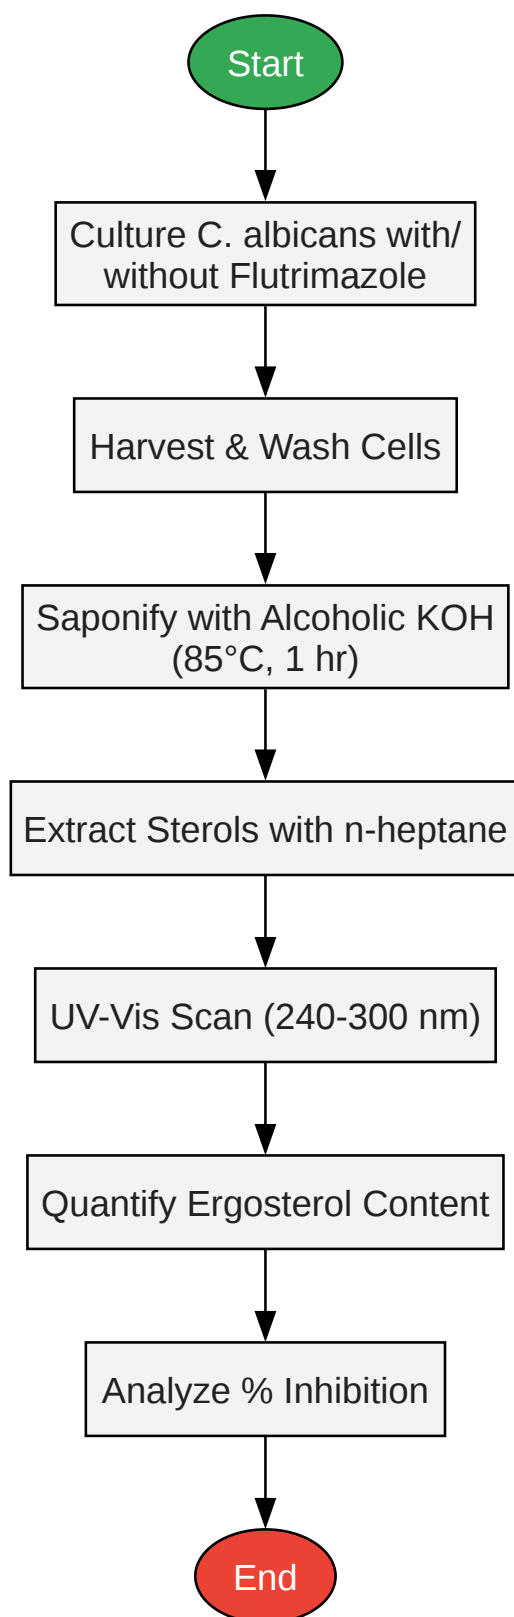 Start
Culture C. albicans with/
without Flutrimazole
Harvest & Wash Cells
Saponify with Alcoholic KOH
(85°C, 1 hr)
Extract Sterols with n-heptane
UV-Vis Scan (240-300 nm)
Quantify Ergosterol Content
Analyze % Inhibition
End